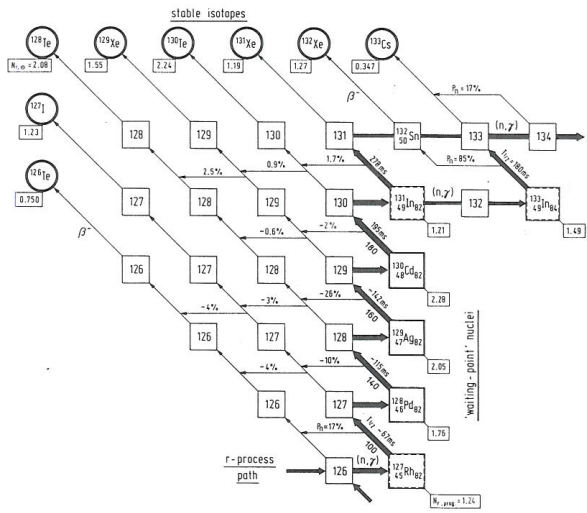 stable isotopes
128Te 129Xe 130Te 131Xe 132Xe 133Cs
Nr,⊙ = 2.08 1.55 2.24 1.19 1.27 0.347
Pn = 17%
β⁻
127I
1.23
128 129 130 131 132 50Sn 133 (n,γ) 134
2.5% 0.9% 1.7% 278ms Pn = 85% T1/2 = 180ms
126Te
0.750
127 128 129 130 131 49In82 (n,γ) 132 133 49In84
1.21 1.49
β⁻
-0.6% -2% 195ms
180
126 127 128 129 130 48Cd82
2.28
-4% -3% -26% -142ms
160
126 127 128 129 47Ag82
2.05
-4% -10% -115ms
140
126 127 128 46Pd82
1.76
Pn = 17% T1/2 -67ms
100
'waiting-point' nuclei
r-process
path
126 (n,γ) 127 45Rh82
Nr,prog. = 1.24